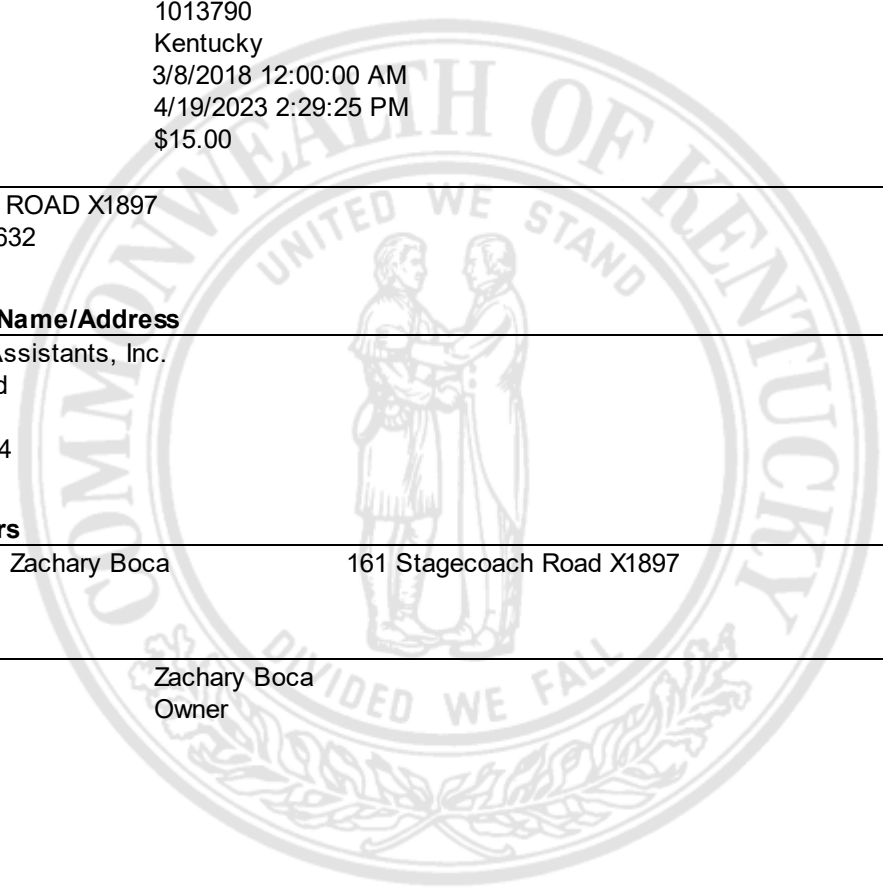 1013790
Kentucky
3/8/2018 12:00:00 AM
4/19/2023 2:29:25 PM
$15.00
ROAD X1897
632
Name/Address
Assistants, Inc.
d
4
rs
Zachary Boca 161 Stagecoach Road X1897
Zachary Boca
Owner
COMMONWEALTH OF KENTUCKY
UNITED WE STAND
DIVIDED WE FALL